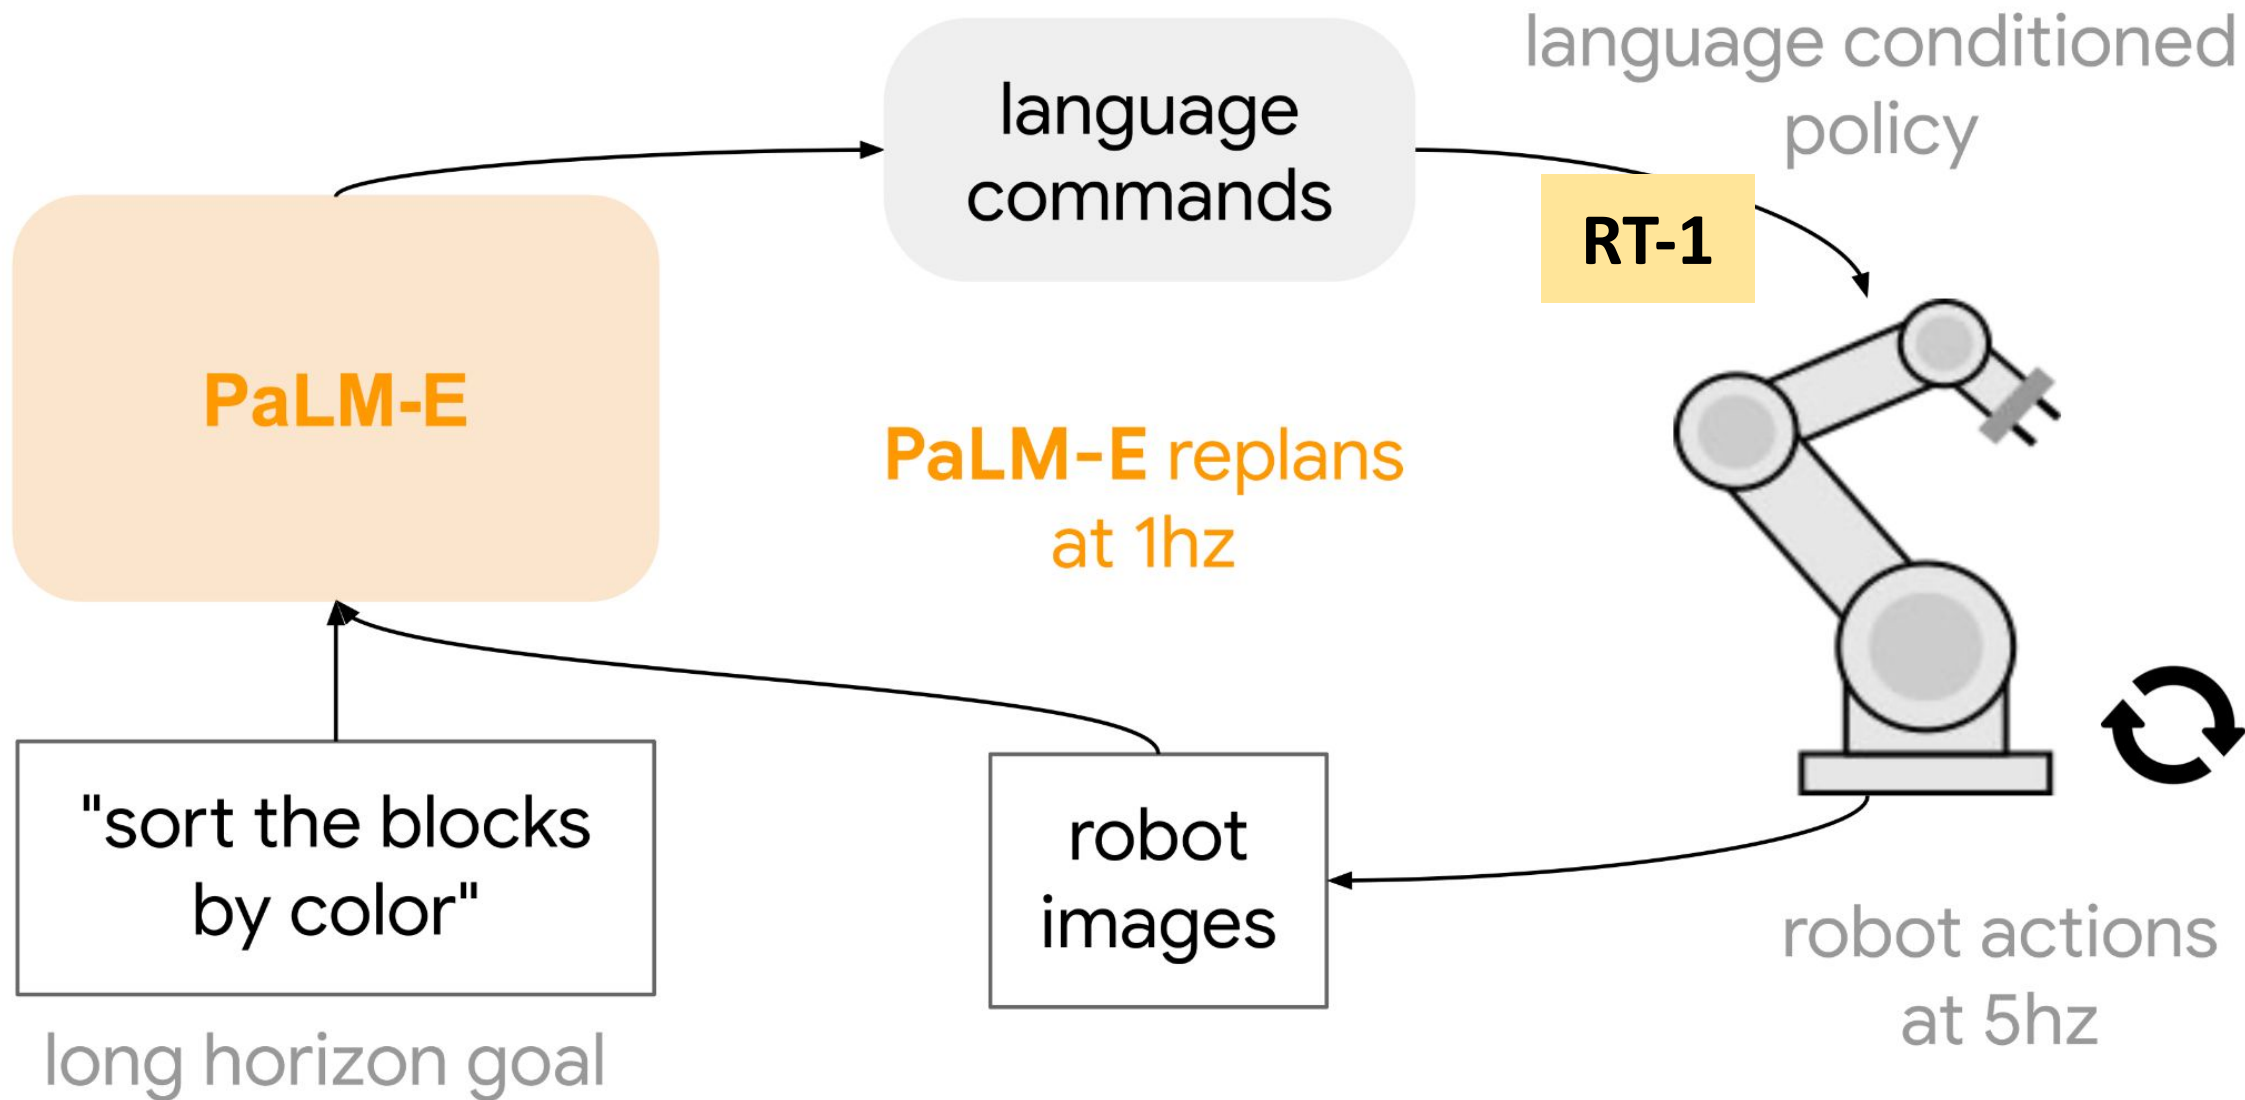 language conditioned
policy
language
commands
RT-1
PaLM-E
PaLM-E replans
at 1hz
"sort the blocks
by color"
robot
images
robot actions
at 5hz
long horizon goal